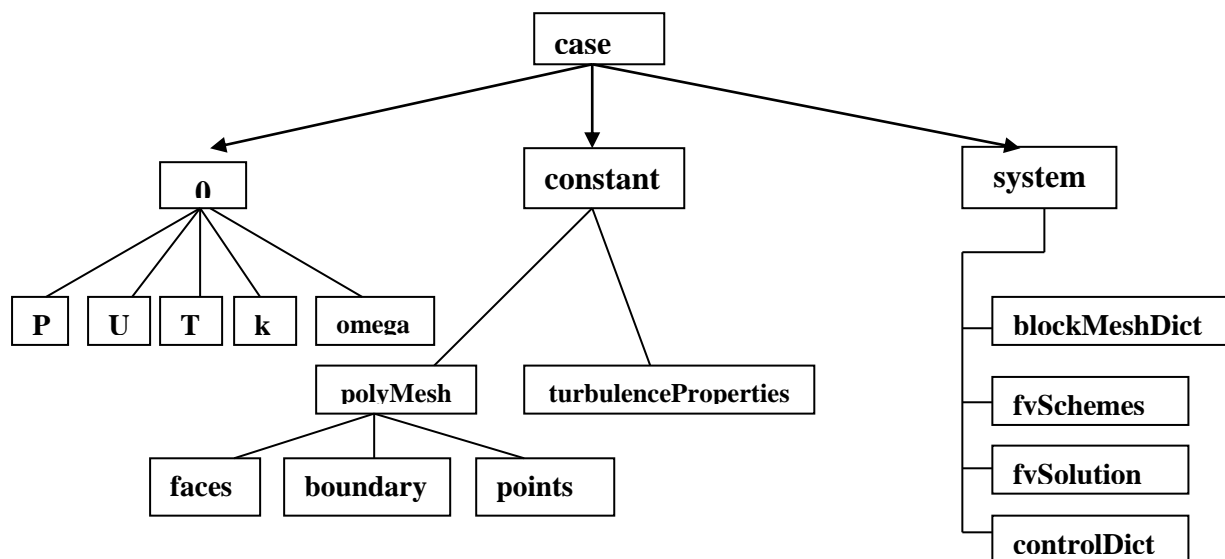 case
0
constant
system
P
U
T
k
omega
blockMeshDict
polyMesh
turbulenceProperties
fvSchemes
faces
boundary
points
fvSolution
controlDict